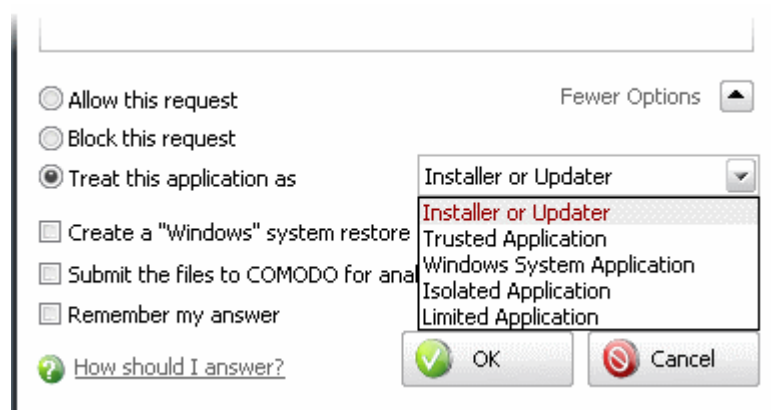 Allow this request
Fewer Options
Block this request
Treat this application as
Installer or Updater
Installer or Updater
Create a "Windows" system restore
Trusted Application
Windows System Application
Submit the files to COMODO for anal
Isolated Application
Remember my answer
Limited Application
How should I answer?
OK
Cancel